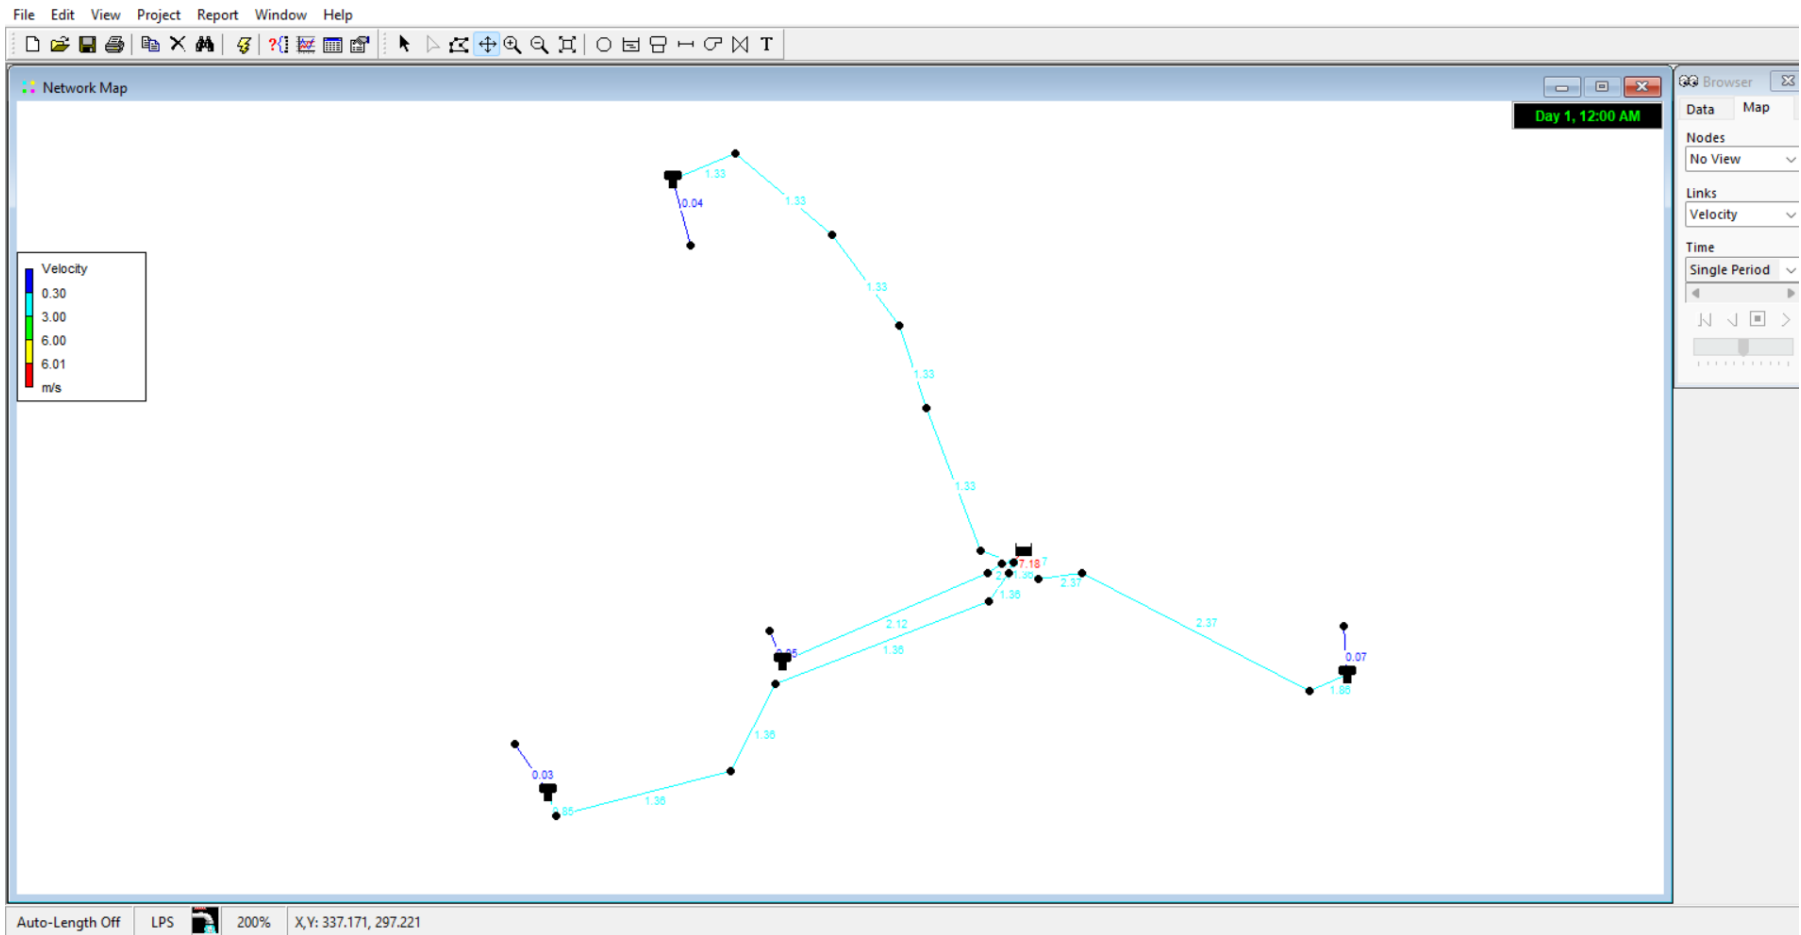 File Edit View Project Report Window Help
T
Network Map
Day 1, 12:00 AM
Browser
Data Map
Nodes
No View
Links
Velocity
Time
Single Period
Velocity
0.30
3.00
6.00
6.01
m/s
1.33
0.04
1.33
1.33
1.33
1.33
7.18
2.37
1.36
2.12
2.37
1.36
0.07
1.36
0.03
1.36
Auto-Length Off LPS 200% X,Y: 337.171, 297.221